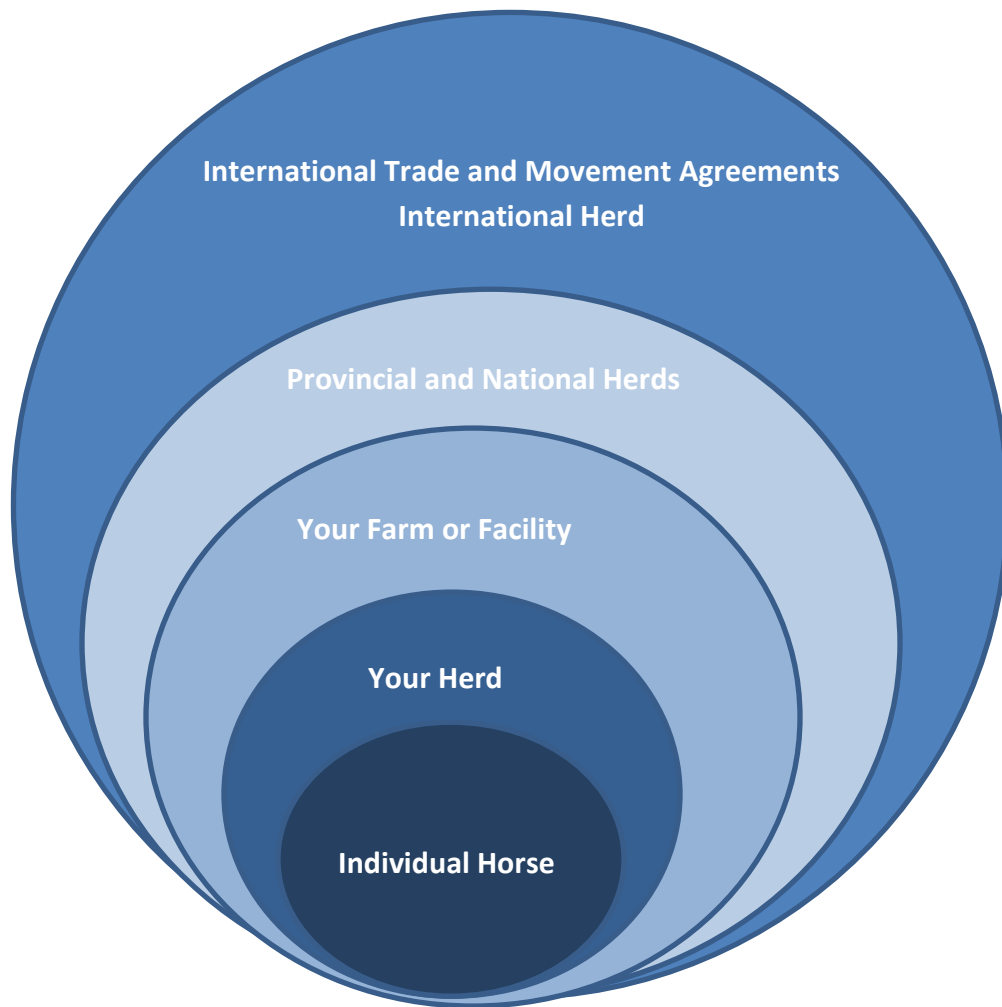 International Trade and Movement Agreements
International Herd
Provincial and National Herds
Your Farm or Facility
Your Herd
Individual Horse